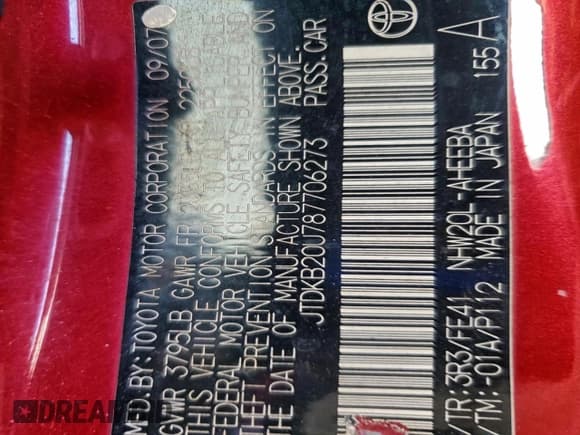 MFD.BY: TOYOTA MOTOR CORPORATION 09/07
GVWR 3795LB GAWR FR
THIS VEHICLE CONFORMS TO ALL APPLICABLE
FEDERAL MOTOR VEHICLE SAFETY, BUMPER, AND
THEFT PREVENTION STANDARDS IN EFFECT ON
THE DATE OF MANUFACTURE SHOWN ABOVE.
JTDKB20U787706273 PASS.CAR
C/TR: 3R3/FE41 NHW20L-AHEEBA 155 A
A/TM: -01A/P112 MADE IN JAPAN
DREAMBID